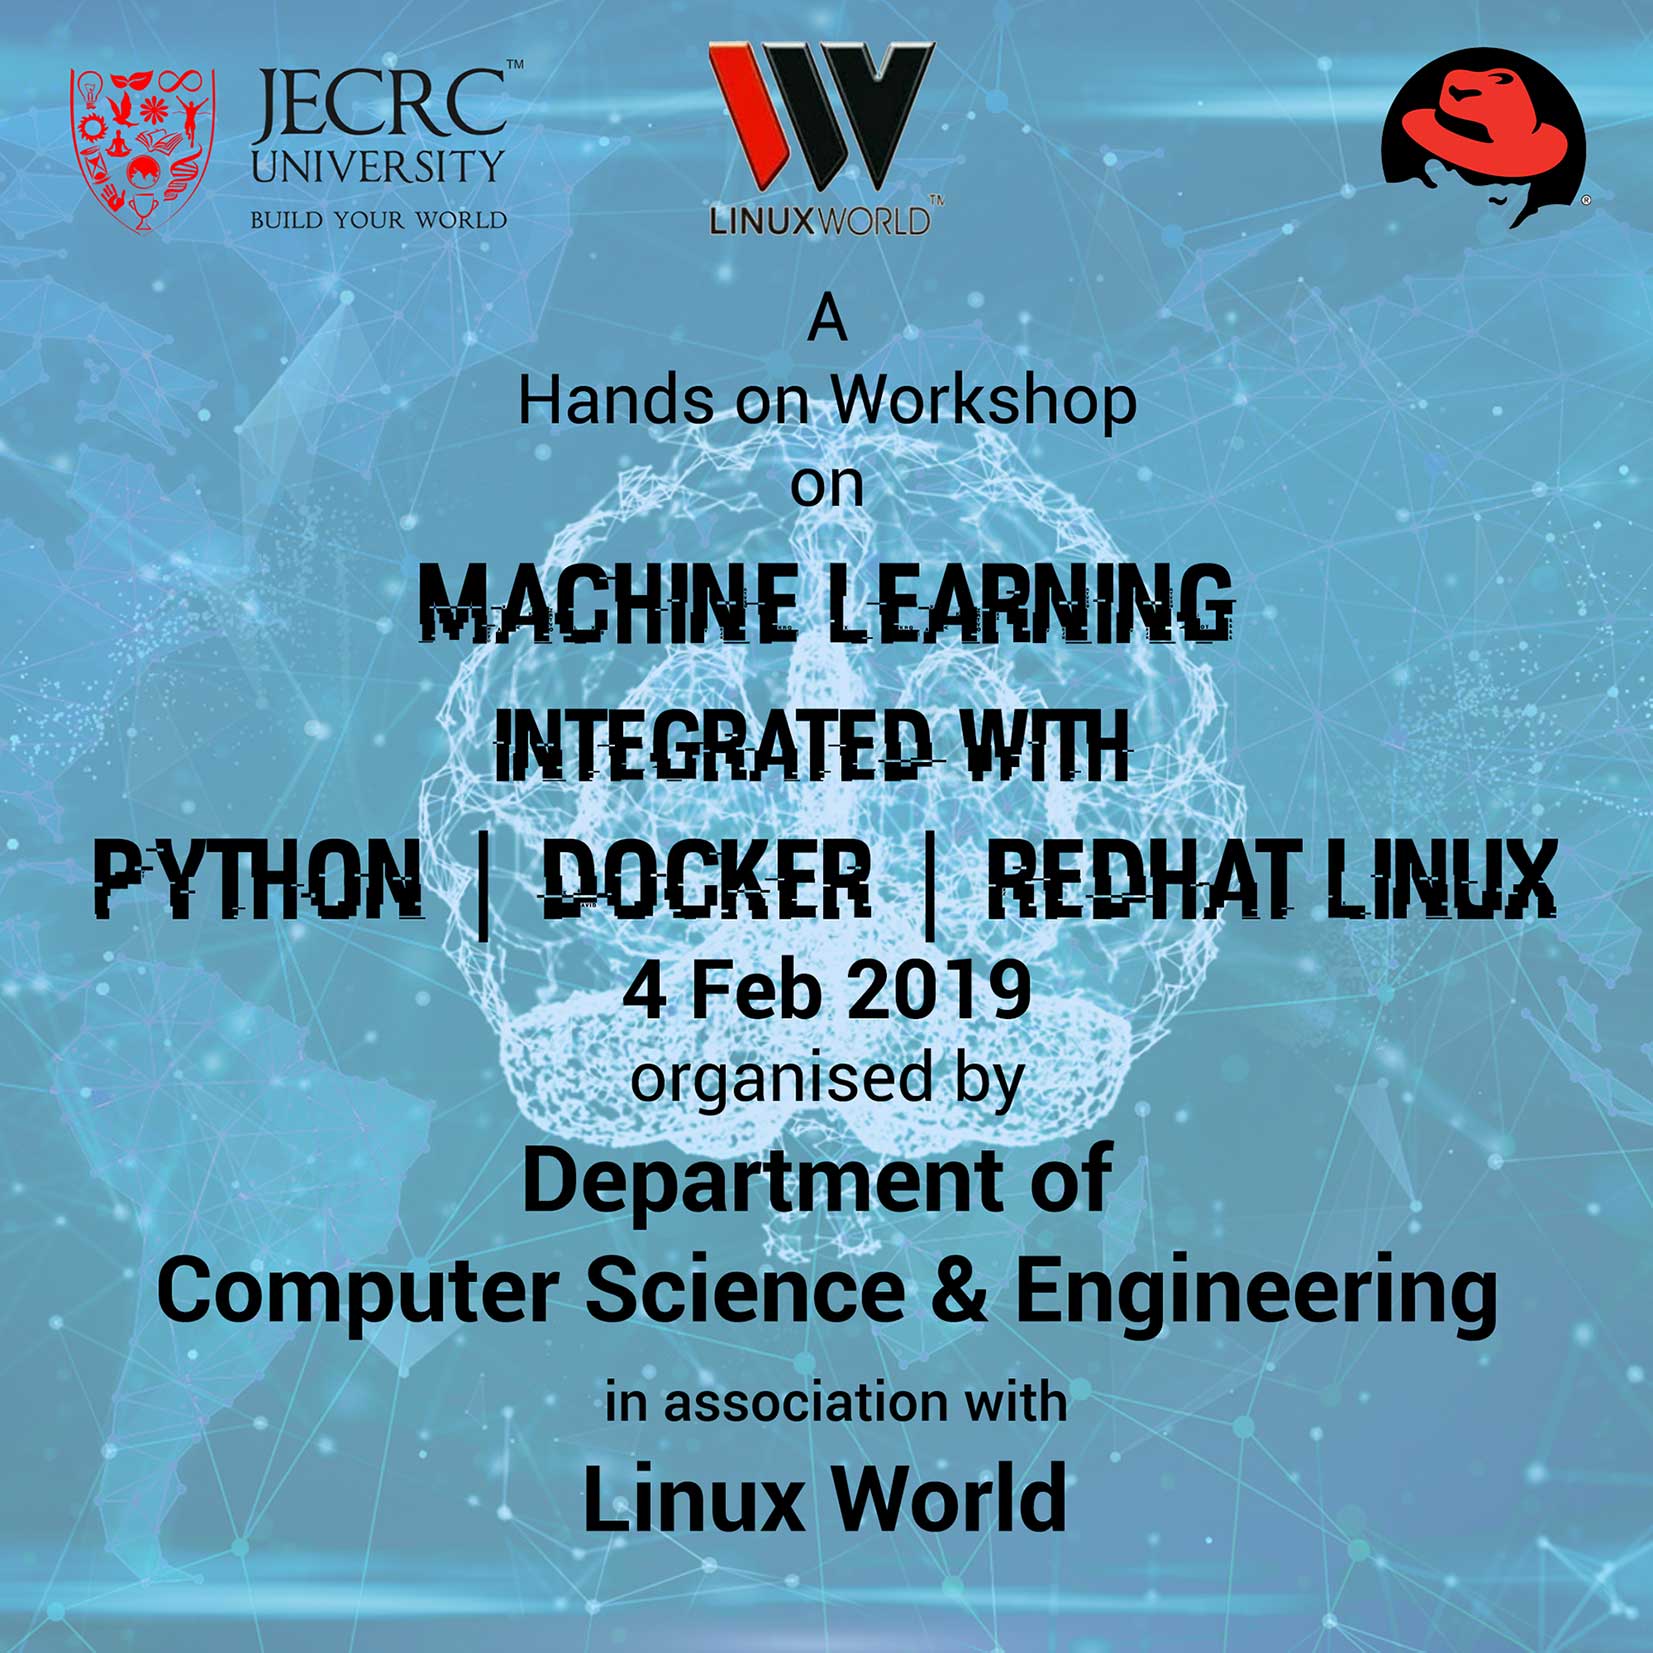 JECRC™
UNIVERSITY
BUILD YOUR WORLD
LINUXWORLD™
®
A
Hands on Workshop
on
MACHINE LEARNING
INTEGRATED WITH
PYTHON | DOCKER | REDHAT LINUX
4 Feb 2019
organised by
Department of
Computer Science & Engineering
in association with
Linux World